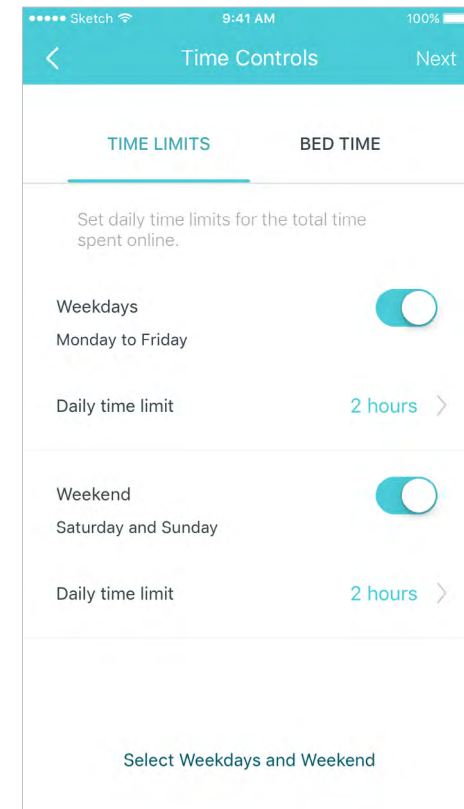 Sketch 9:41 AM 100%
Time Controls Next
TIME LIMITS BED TIME
Set daily time limits for the total time
spent online.
Weekdays
Monday to Friday
Daily time limit 2 hours
Weekend
Saturday and Sunday
Daily time limit 2 hours
Select Weekdays and Weekend